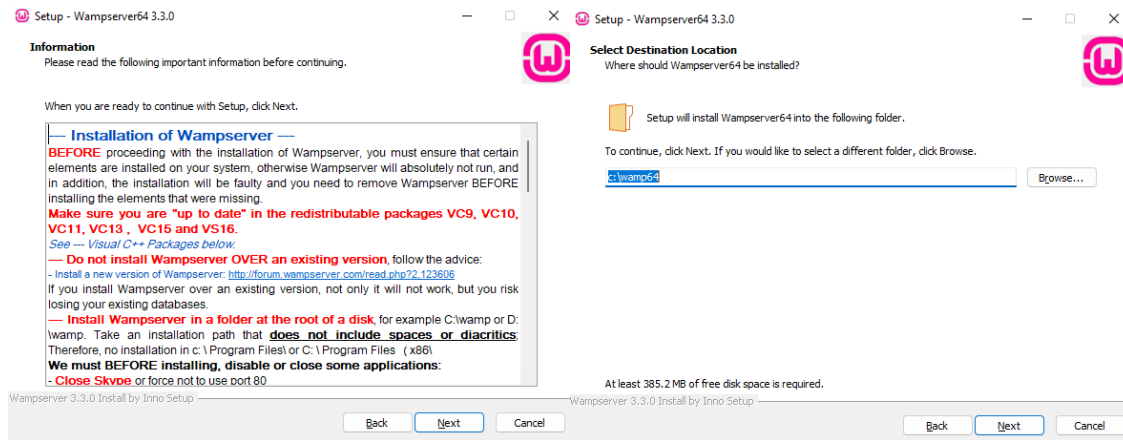 Setup - Wampserver64 3.3.0
Information
Please read the following important information before continuing.
When you are ready to continue with Setup, click Next.
--- Installation of Wampserver ---
BEFORE proceeding with the installation of Wampserver, you must ensure that certain
elements are installed on your system, otherwise Wampserver will absolutely not run, and
in addition, the installation will be faulty and you need to remove Wampserver BEFORE
installing the elements that were missing.
Make sure you are "up to date" in the redistributable packages VC9, VC10,
VC11, VC13 , VC15 and VS16.
See --- Visual C++ Packages below.
--- Do not install Wampserver OVER an existing version, follow the advice:
- Install a new version of Wampserver: http://forum.wampserver.com/read.php?2,123606
If you install Wampserver over an existing version, not only it will not work, but you risk
losing your existing databases.
--- Install Wampserver in a folder at the root of a disk, for example C:\wamp or D:
\wamp. Take an installation path that does not include spaces or diacritics;
Therefore, no installation in c: \ Program Files\ or C: \ Program Files (x86\
We must BEFORE installing, disable or close some applications:
- Close Skype or force not to use port 80
Wampserver 3.3.0 Install by Inno Setup
Back
Next
Cancel
Setup - Wampserver64 3.3.0
Select Destination Location
Where should Wampserver64 be installed?
Setup will install Wampserver64 into the following folder.
To continue, click Next. If you would like to select a different folder, click Browse.
c:\wamp64
Browse...
At least 385.2 MB of free disk space is required.
Wampserver 3.3.0 Install by Inno Setup
Back
Next
Cancel